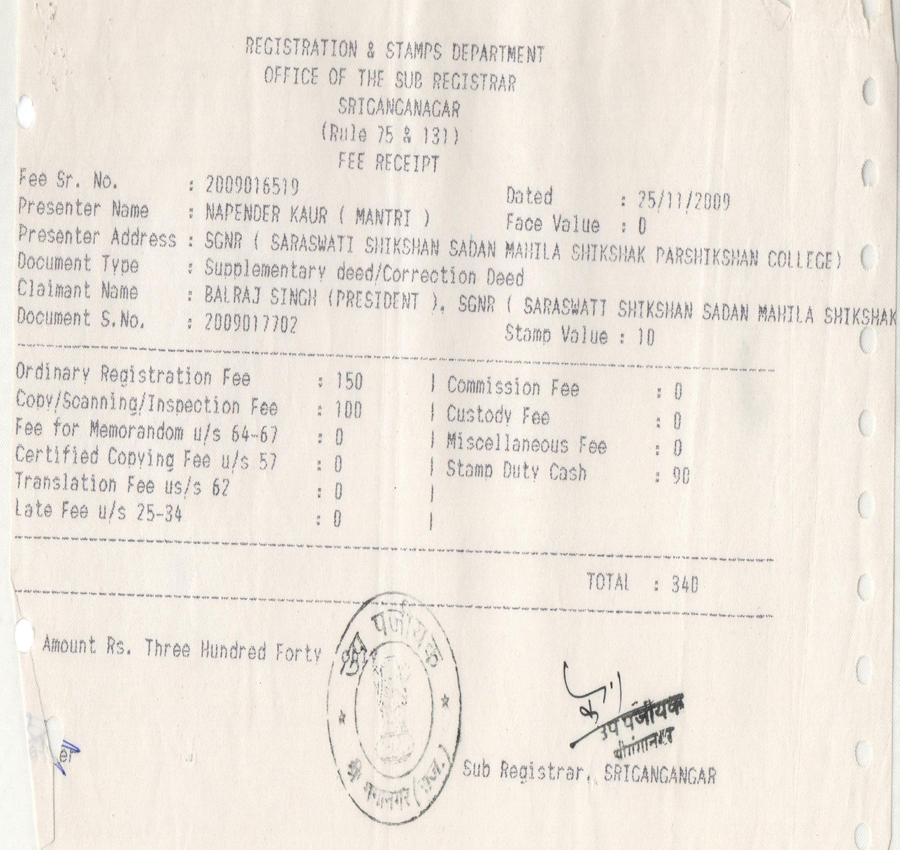 REGISTRATION & STAMPS DEPARTMENT
OFFICE OF THE SUB REGISTRAR
SRIGANGANAGAR
(Rule 75 & 131)
FEE RECEIPT
Fee Sr. No. : 2009016519 Dated : 25/11/2009
Presenter Name : NAPENDER KAUR ( MANTRI ) Face Value : 0
Presenter Address : SGNR ( SARASWATI SHIKSHAN SADAN MAHILA SHIKSHAK PARSHIKSHAN COLLEGE)
Document Type : Supplementary deed/Correction Deed
Claimant Name : BALRAJ SINGH (PRESIDENT ), SGNR ( SARASWATI SHIKSHAN SADAN MAHILA SHIKSHAK
Document S.No. : 2009017702 Stamp Value : 10
Ordinary Registration Fee : 150 | Commission Fee : 0
Copy/Scanning/Inspection Fee : 100 | Custody Fee : 0
Fee for Memorandom u/s 64-67 : 0 | Miscellaneous Fee : 0
Certified Copying Fee u/s 57 : 0 | Stamp Duty Cash : 90
Translation Fee us/s 62 : 0 |
Late Fee u/s 25-34 : 0 |
TOTAL : 340
Amount Rs. Three Hundred Forty
पंजीयक
श्री गंगानगर (राज.)
उप पंजीयक
श्रीगंगानगर
Sub Registrar, SRIGANGANGAR